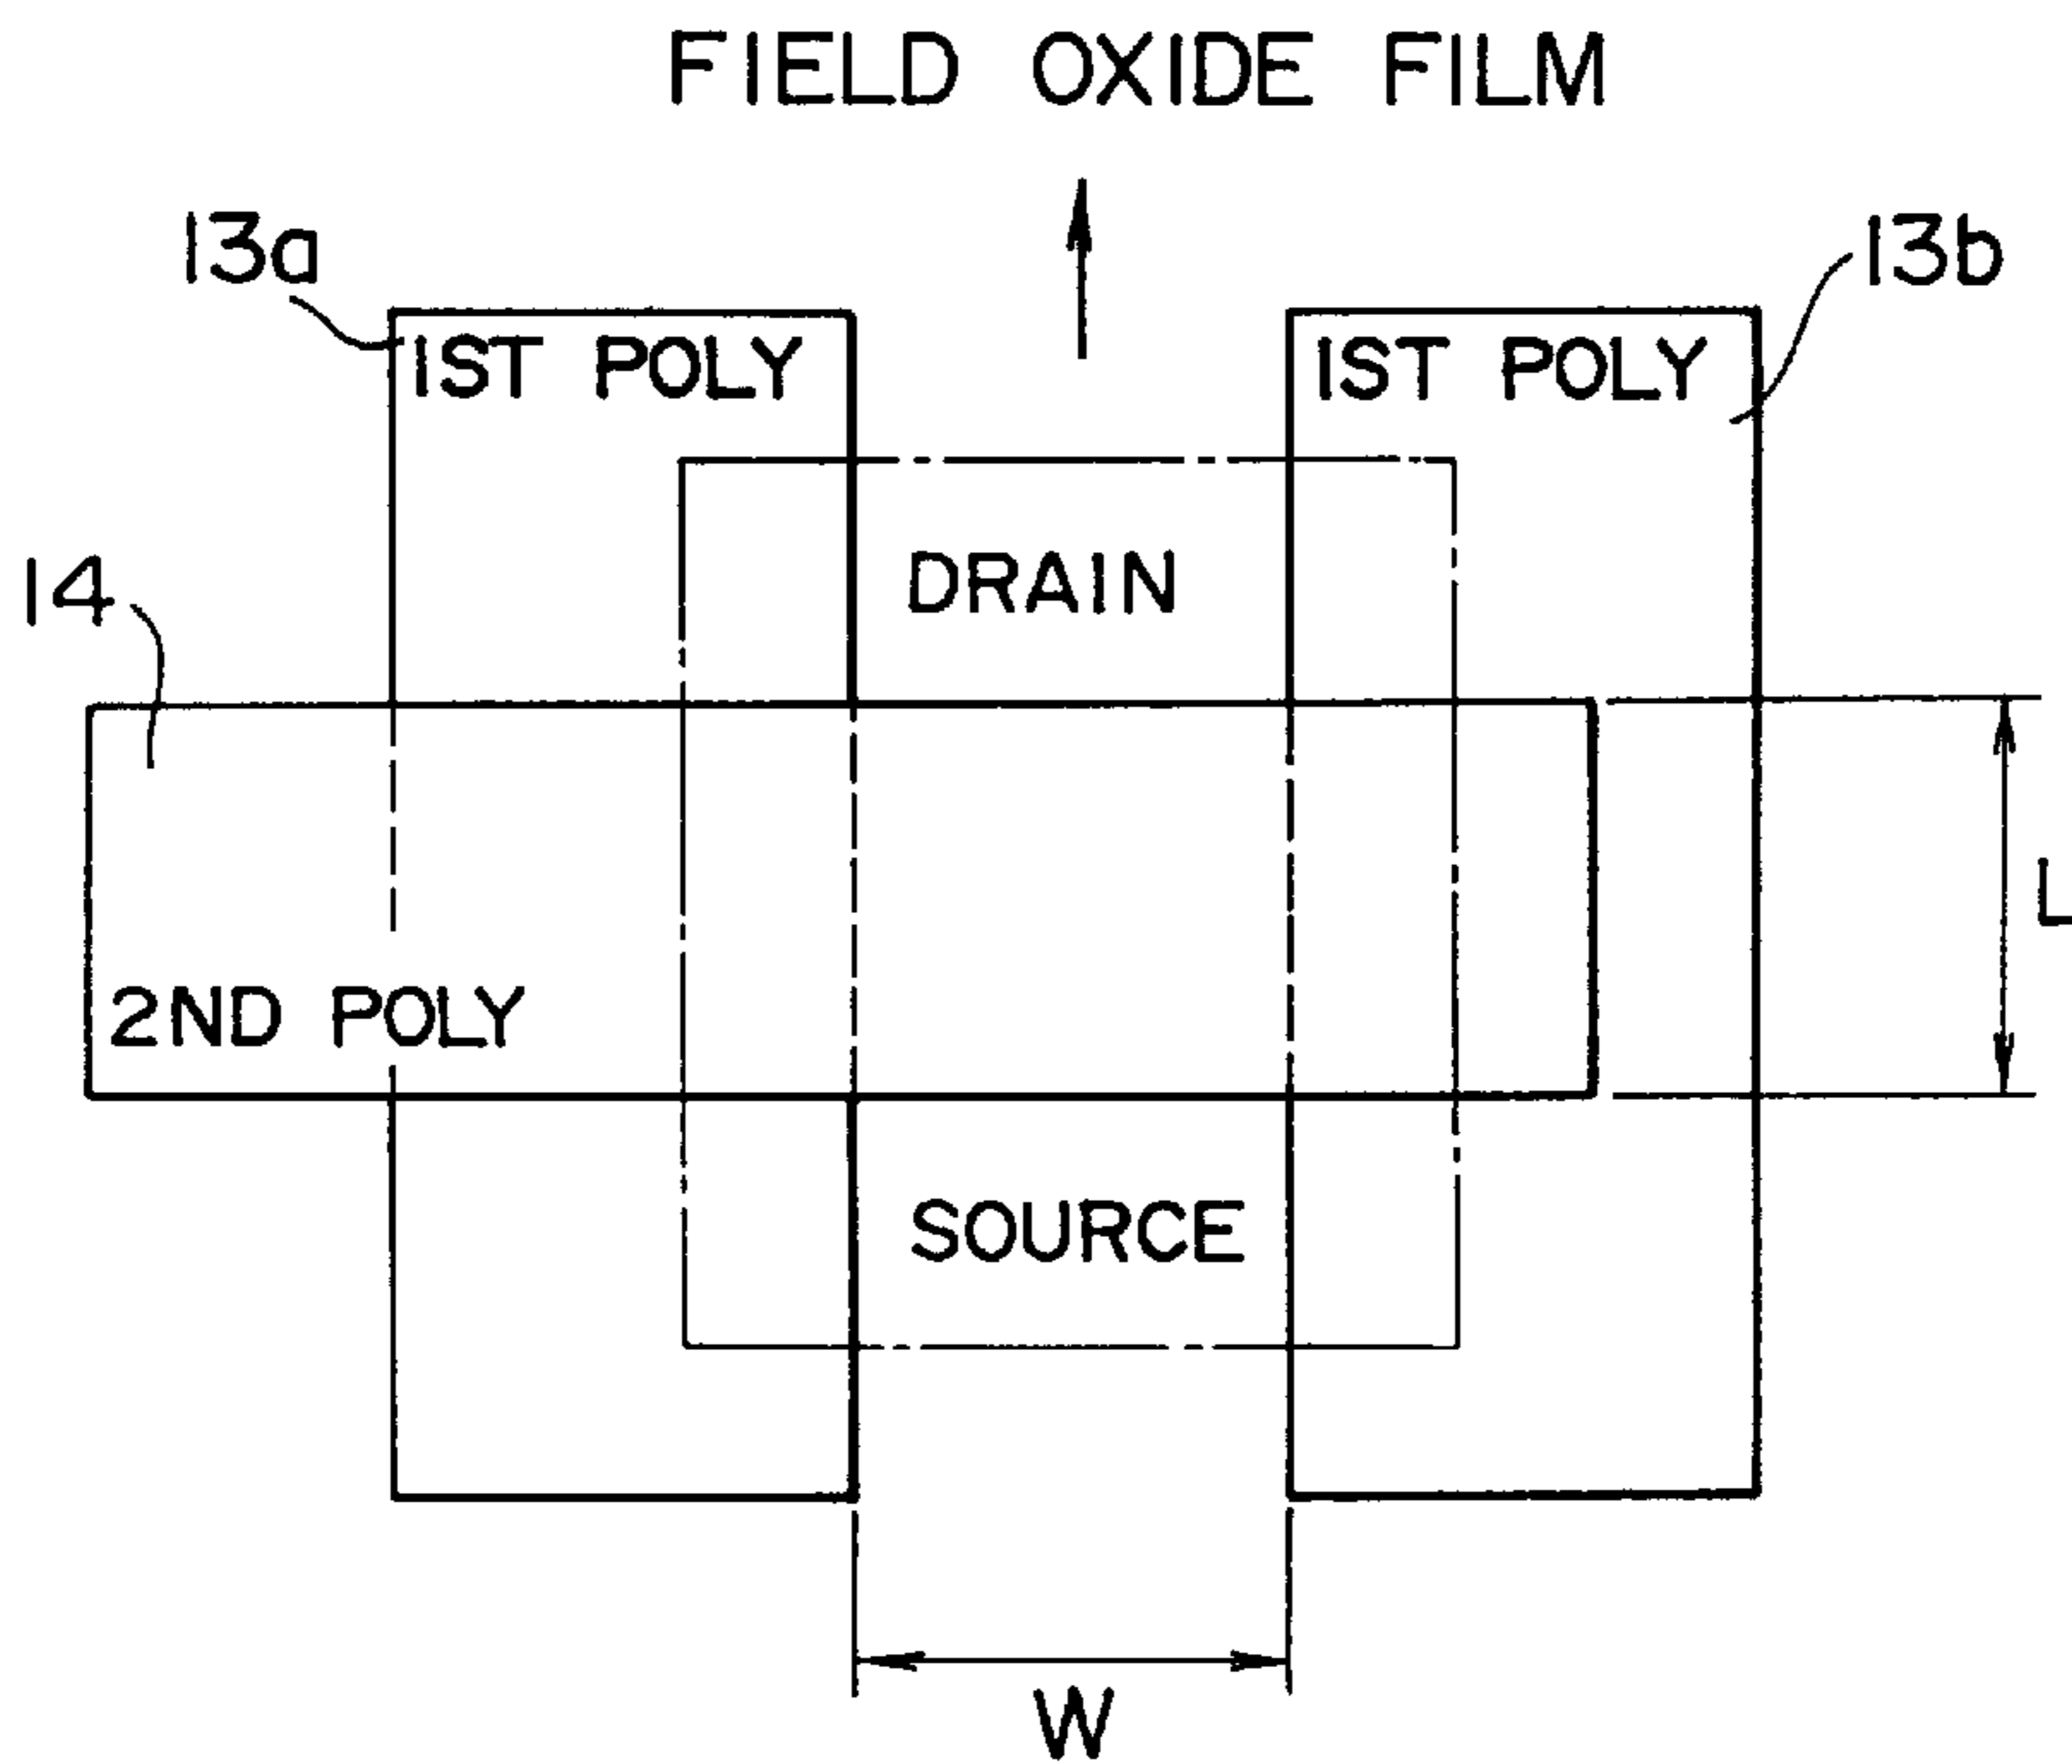 FIELD OXIDE FILM
13a
13b
1ST POLY
1ST POLY
DRAIN
14
L
2ND POLY
SOURCE
W